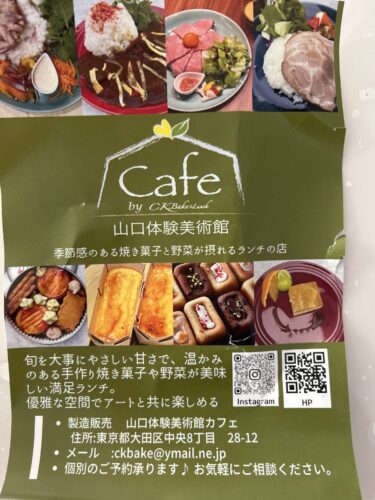 Cafe
by CKBake&Lunch
山口体験美術館
季節感のある焼き菓子と野菜が摂れるランチの店
旬を大事にやさしい甘さで、温かみ
のある手作り焼き菓子や野菜が美味
しい満足ランチ。
優雅な空間でアートと共に楽しめる
Instagram
HP
• 製造販売 山口体験美術館カフェ
住所:東京都大田区中央8丁目 28-12
• メール :ckbake@ymail.ne.jp
• 個別のご予約承ります♪お気軽にご相談ください。